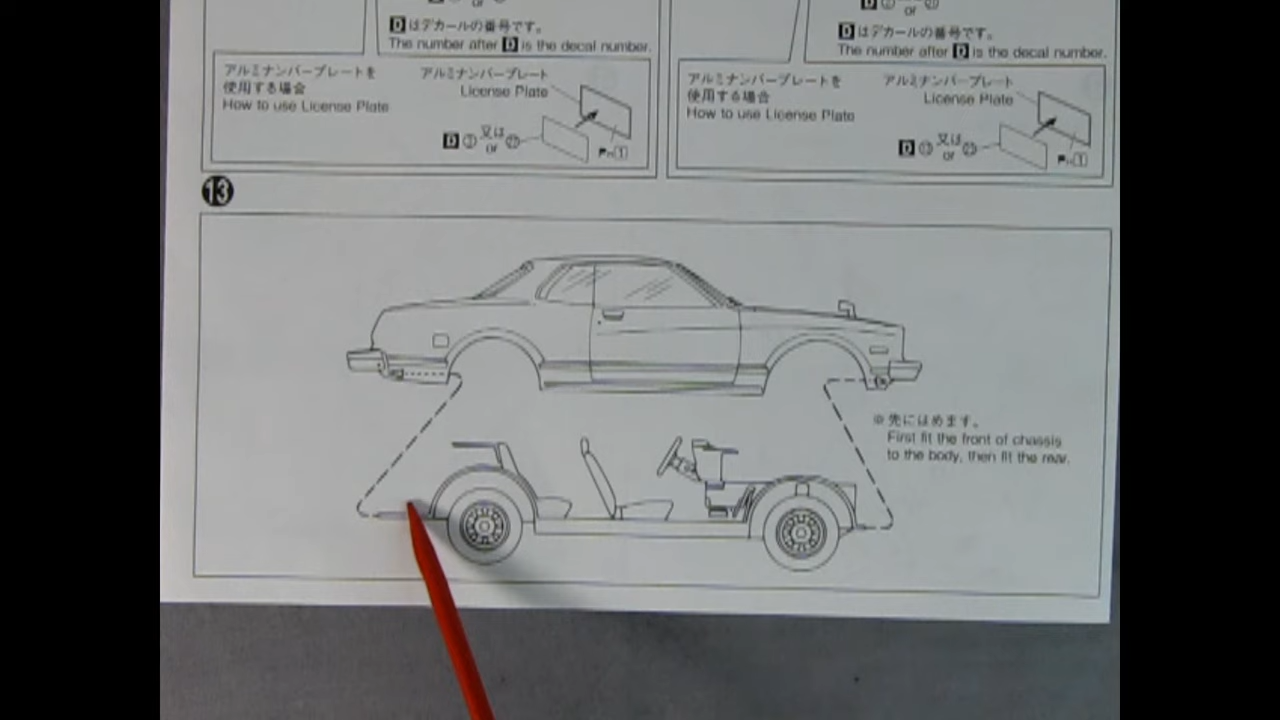 or
DはデカールのE番号です。
The number after D is the decal number.
アルミナンバープレートを
使用する場合
How to use License Plate
アルミナンバープレート
License Plate
D ① 又は
or
or
Dはデカールの番号です。
The number after D is the decal number.
アルミナンバープレートを
使用する場合
How to use License Plate
アルミナンバープレート
License Plate
D 又は
or
13
※先にはめます。
First fit the front of chassis
to the body, then fit the rear.